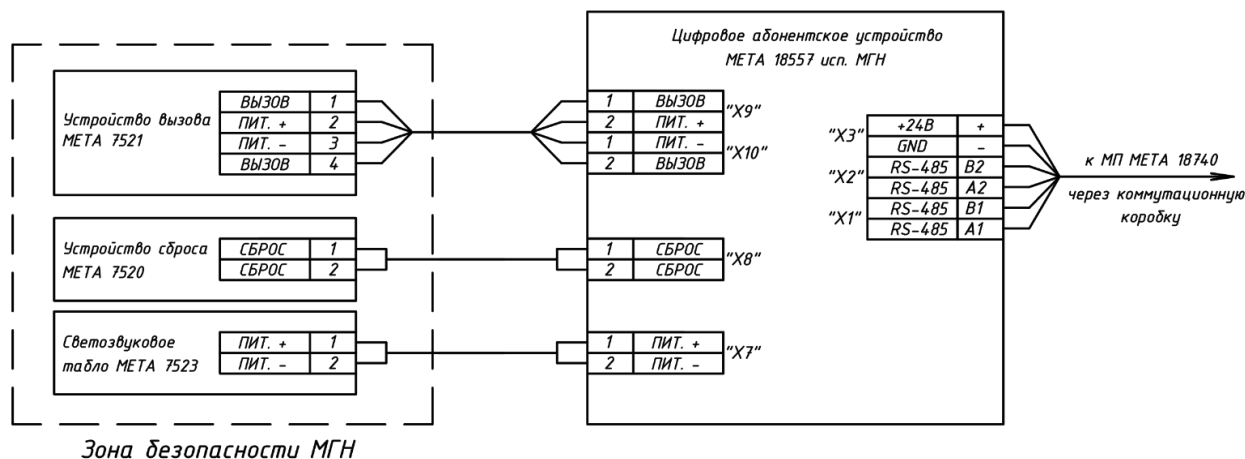 Цифровое абонентское устройство
МЕТА 18557 исп. МГН
Устройство вызова
МЕТА 7521
ВЫЗОВ 1
ПИТ. + 2
ПИТ. – 3
ВЫЗОВ 4
1 ВЫЗОВ
2 ПИТ. +
"X9"
1 ПИТ. –
2 ВЫЗОВ
"X10"
"X3"
+24В +
GND –
"X2"
RS-485 B2
RS-485 A2
"X1"
RS-485 B1
RS-485 A1
к МП МЕТА 18740
через коммутационную
коробку
Устройство сброса
МЕТА 7520
СБРОС 1
СБРОС 2
1 СБРОС
2 СБРОС
"X8"
Светозвуковое
табло МЕТА 7523
ПИТ. + 1
ПИТ. – 2
1 ПИТ. +
2 ПИТ. –
"X7"
Зона безопасности МГН